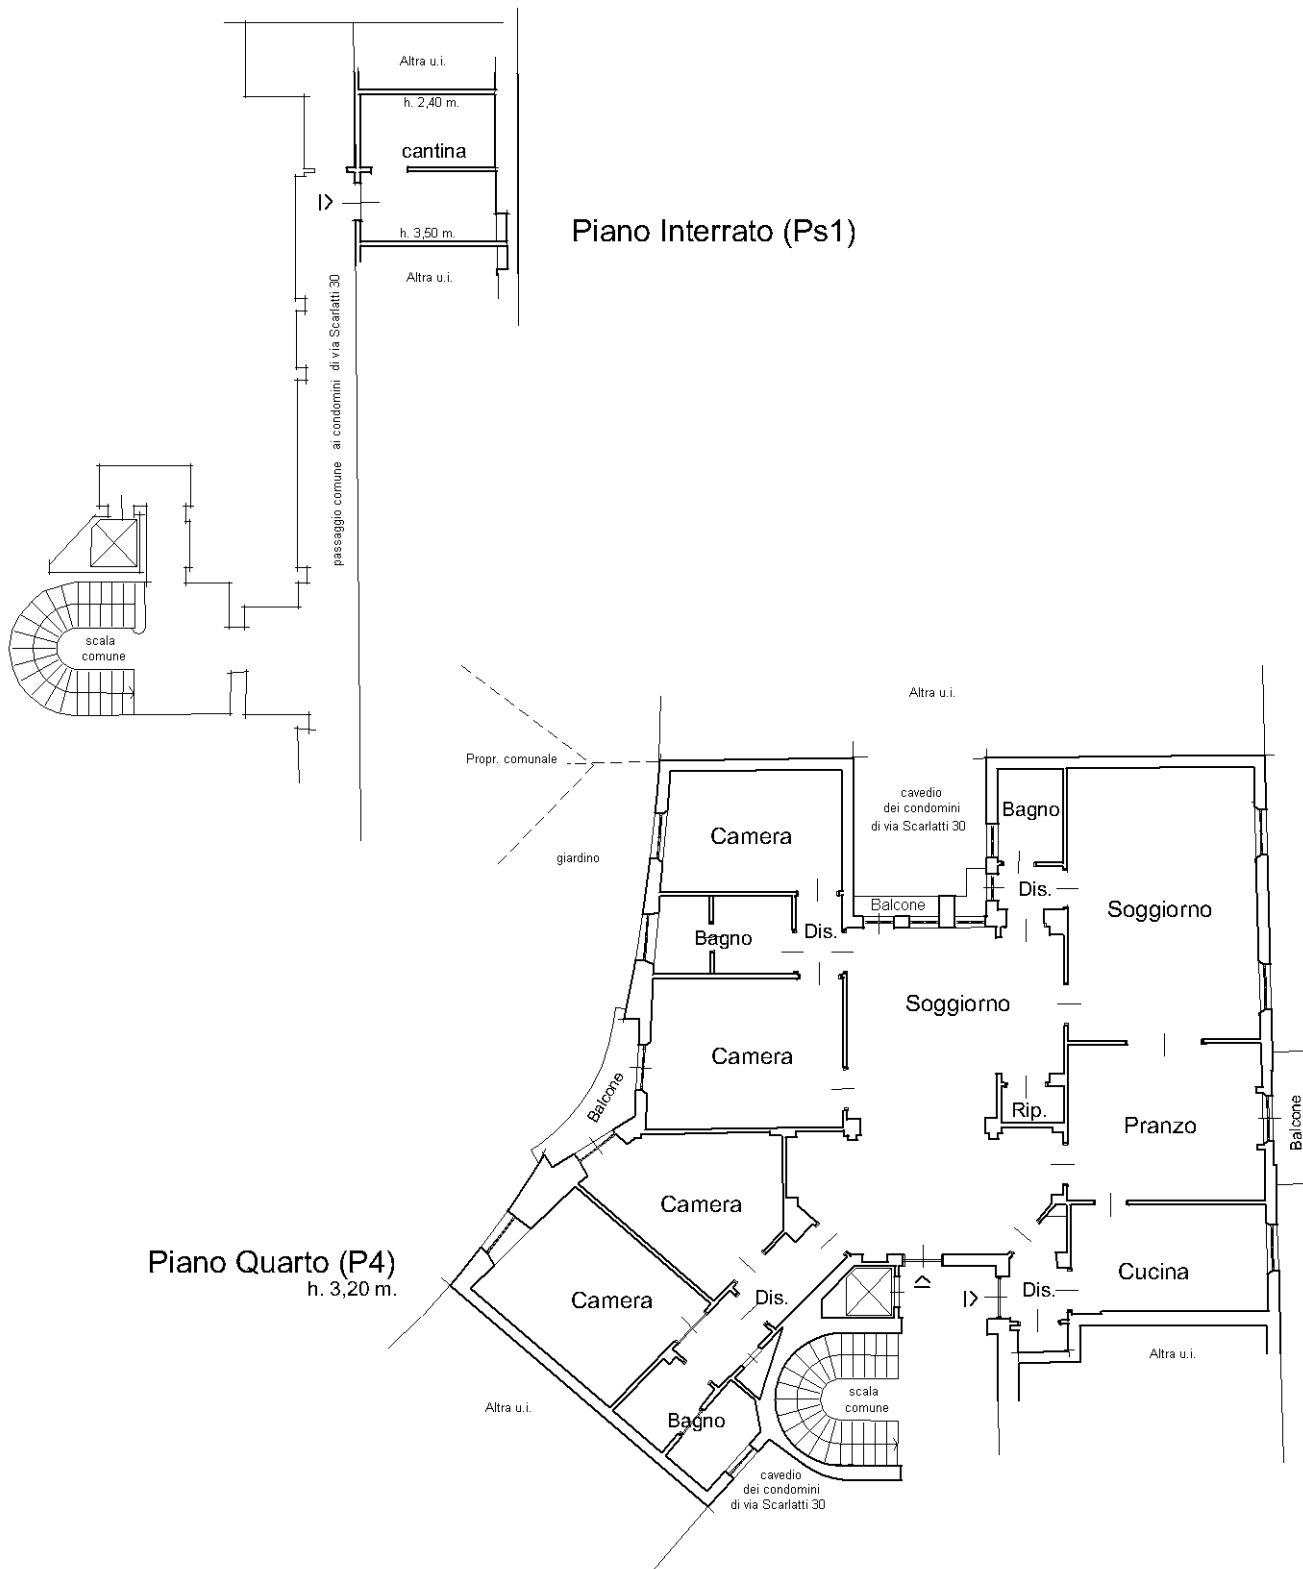 Altra u.i.
h. 2,40 m.
cantina
h. 3,50 m.
Altra u.i.
Piano Interrato (Ps1)
passaggio comune ai condomini di via Scarlatti 30
scala
comune
Altra u.i.
Propr. comunale
giardino
cavedio
dei condomini
di via Scarlatti 30
Camera
Bagno
Dis.
Soggiorno
Balcone
Bagno
Dis.
Soggiorno
Camera
Balcone
Rip.
Pranzo
Balcone
Camera
Piano Quarto (P4)
h. 3,20 m.
Camera
Dis.
Dis.
Cucina
Altra u.i.
scala
comune
Altra u.i.
Bagno
cavedio
dei condomini
di via Scarlatti 30